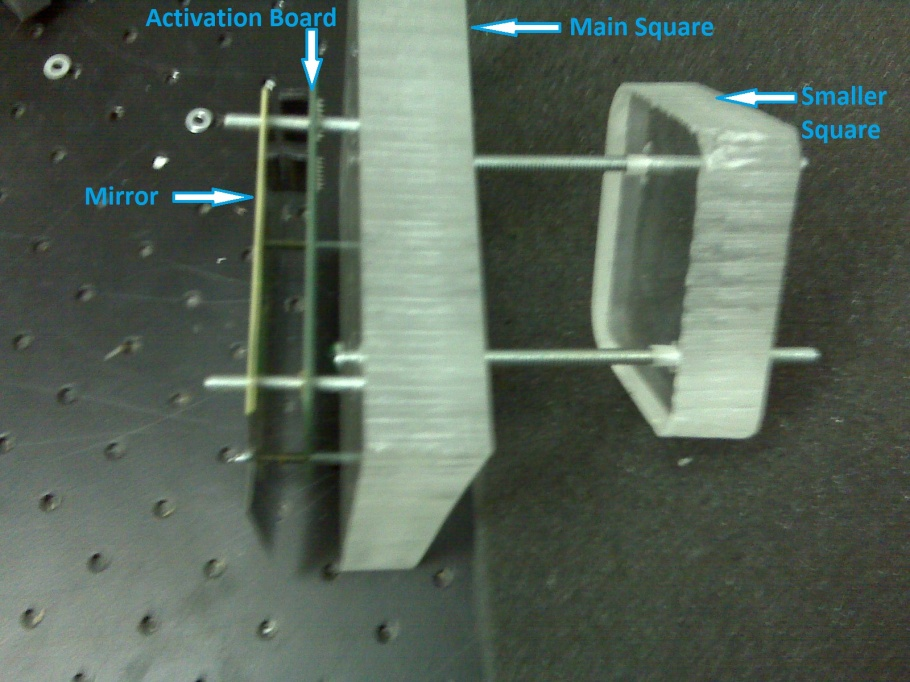 Activation Board
Main Square
Smaller
Square
Mirror